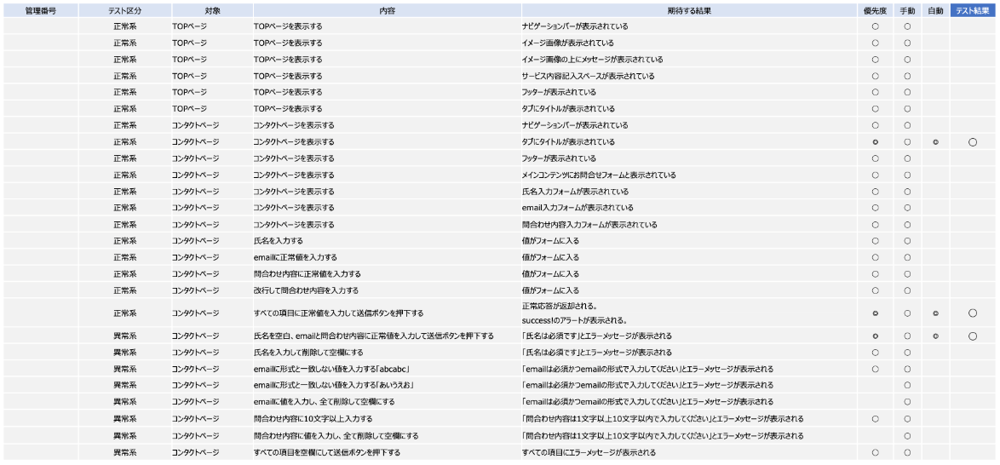 管理番号 テスト区分 対象 内容 期待する結果 優先度 手動 自動 テスト結果
正常系 TOPページ TOPページを表示する ナビゲーションバーが表示されている ○ ○
正常系 TOPページ TOPページを表示する イメージ画像が表示されている ○ ○
正常系 TOPページ TOPページを表示する イメージ画像の上にメッセージが表示されている ○ ○
正常系 TOPページ TOPページを表示する サービス内容記入スペースが表示されている ○ ○
正常系 TOPページ TOPページを表示する フッターが表示されている ○ ○
正常系 TOPページ TOPページを表示する タブにタイトルが表示されている ○ ○
正常系 コンタクトページ コンタクトページを表示する ナビゲーションバーが表示されている ○ ○
正常系 コンタクトページ コンタクトページを表示する タブにタイトルが表示されている ◎ ○ ◎ ○
正常系 コンタクトページ コンタクトページを表示する フッターが表示されている ○ ○
正常系 コンタクトページ コンタクトページを表示する メインコンテンツにお問合せフォームと表示されている ○ ○
正常系 コンタクトページ コンタクトページを表示する 氏名入力フォームが表示されている ○ ○
正常系 コンタクトページ コンタクトページを表示する email入力フォームが表示されている ○ ○
正常系 コンタクトページ コンタクトページを表示する 問合わせ内容入力フォームが表示されている ○ ○
正常系 コンタクトページ 氏名を入力する 値がフォームに入る ○ ○
正常系 コンタクトページ emailに正常値を入力する 値がフォームに入る ○ ○
正常系 コンタクトページ 問合わせ内容に正常値を入力する 値がフォームに入る ○ ○
正常系 コンタクトページ 改行して問合わせ内容を入力する 値がフォームに入る ○ ○
正常系 コンタクトページ すべての項目に正常値を入力して送信ボタンを押下する 正常応答が返却される。
success!のアラートが表示される。 ◎ ○ ◎ ○
異常系 コンタクトページ 氏名を空白、emailと問合わせ内容に正常値を入力して送信ボタンを押下する 「氏名は必須です」とエラーメッセージが表示される ◎ ○ ◎ ○
異常系 コンタクトページ 氏名を入力して削除して空欄にする 「氏名は必須です」とエラーメッセージが表示される ○ ○
異常系 コンタクトページ emailに形式と一致しない値を入力する「abcabc」 「emailは必須かつemailの形式で入力してください」とエラーメッセージが表示される ○ ○
異常系 コンタクトページ emailに形式と一致しない値を入力する「あいうえお」 「emailは必須かつemailの形式で入力してください」とエラーメッセージが表示される ○
異常系 コンタクトページ emailに値を入力し、全て削除して空欄にする 「emailは必須かつemailの形式で入力してください」とエラーメッセージが表示される ○
異常系 コンタクトページ 問合わせ内容に10文字以上入力する 「問合わせ内容は1文字以上10文字以内で入力してください」とエラーメッセージが表示される ○ ○
異常系 コンタクトページ 問合わせ内容に値を入力し、全て削除して空欄にする 「問合わせ内容は1文字以上10文字以内で入力してください」とエラーメッセージが表示される ○
異常系 コンタクトページ すべての項目を空欄にして送信ボタンを押下する すべての項目にエラーメッセージが表示される ○ ○